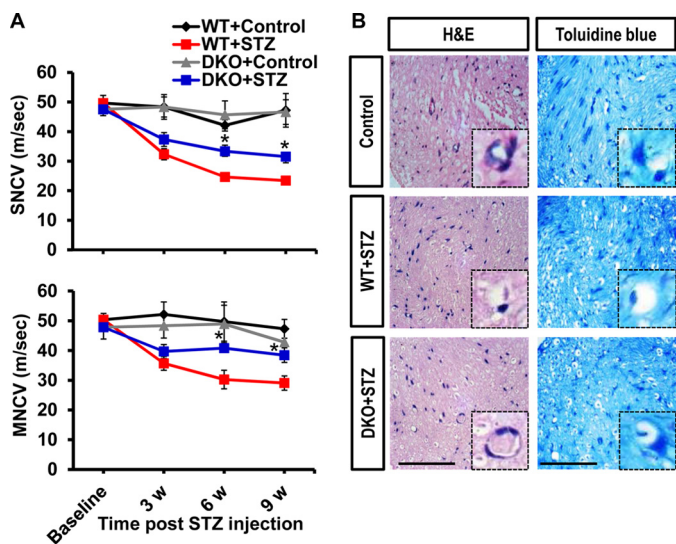 A
WT+Control
WT+STZ
DKO+Control
DKO+STZ
SNCV (m/sec)
60
50
40
30
20
10
0
*
*
MNCV (m/sec)
60
50
40
30
20
10
0
*
*
Baseline
3 w
6 w
9 w
Time post STZ injection
B
H&E
Toluidine blue
Control
WT+STZ
DKO+STZ